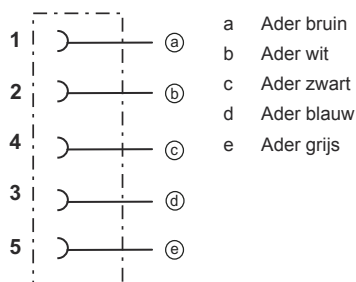 1 a
2 b
4 c
3 d
5 e
a Ader bruin
b Ader wit
c Ader zwart
d Ader blauw
e Ader grijs